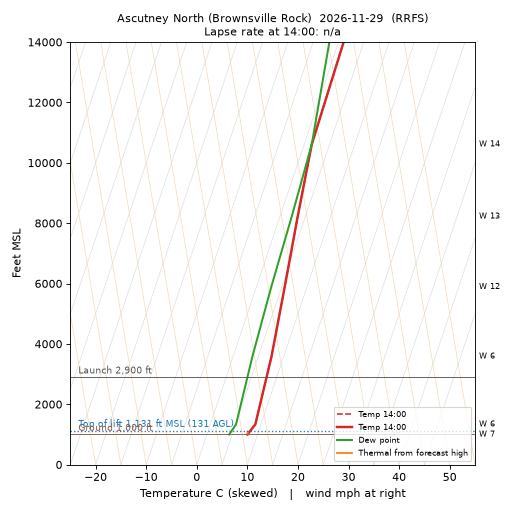 Ascutney North (Brownsville Rock)  2026-11-29  (RRFS)
Lapse rate at 14:00: n/a
14000
12000
10000
8000
6000
4000
2000
0
Feet MSL
W 14
W 13
W 12
W 6
W 6
W 7
Launch 2,900 ft
Top of lift 1,131 ft MSL (131 AGL)
Ground 1,000 ft
Temp 14:00
Temp 14:00
Dew point
Thermal from forecast high
−20
−10
0
10
20
30
40
50
Temperature C (skewed)   |   wind mph at right